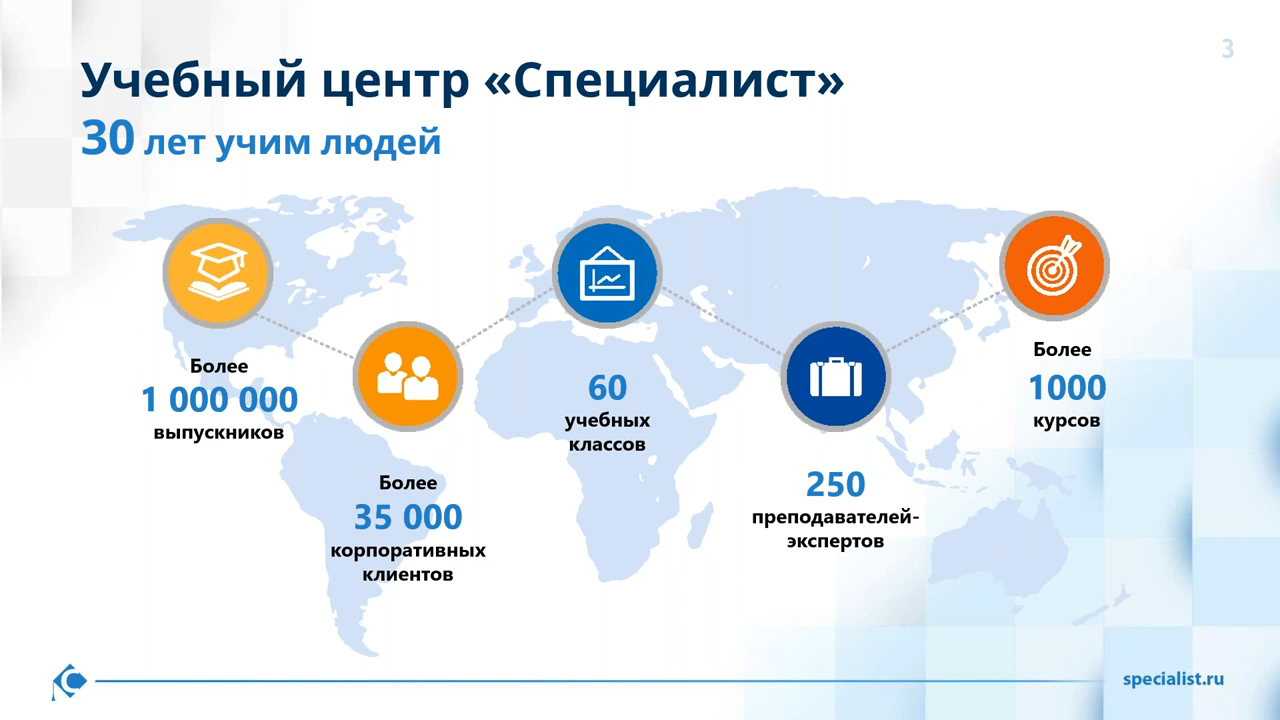 3
Учебный центр «Специалист»
30 лет учим людей
Более
1 000 000
выпускников
Более
35 000
корпоративных
клиентов
60
учебных
классов
250
преподавателей-
экспертов
Более
1000
курсов
specialist.ru